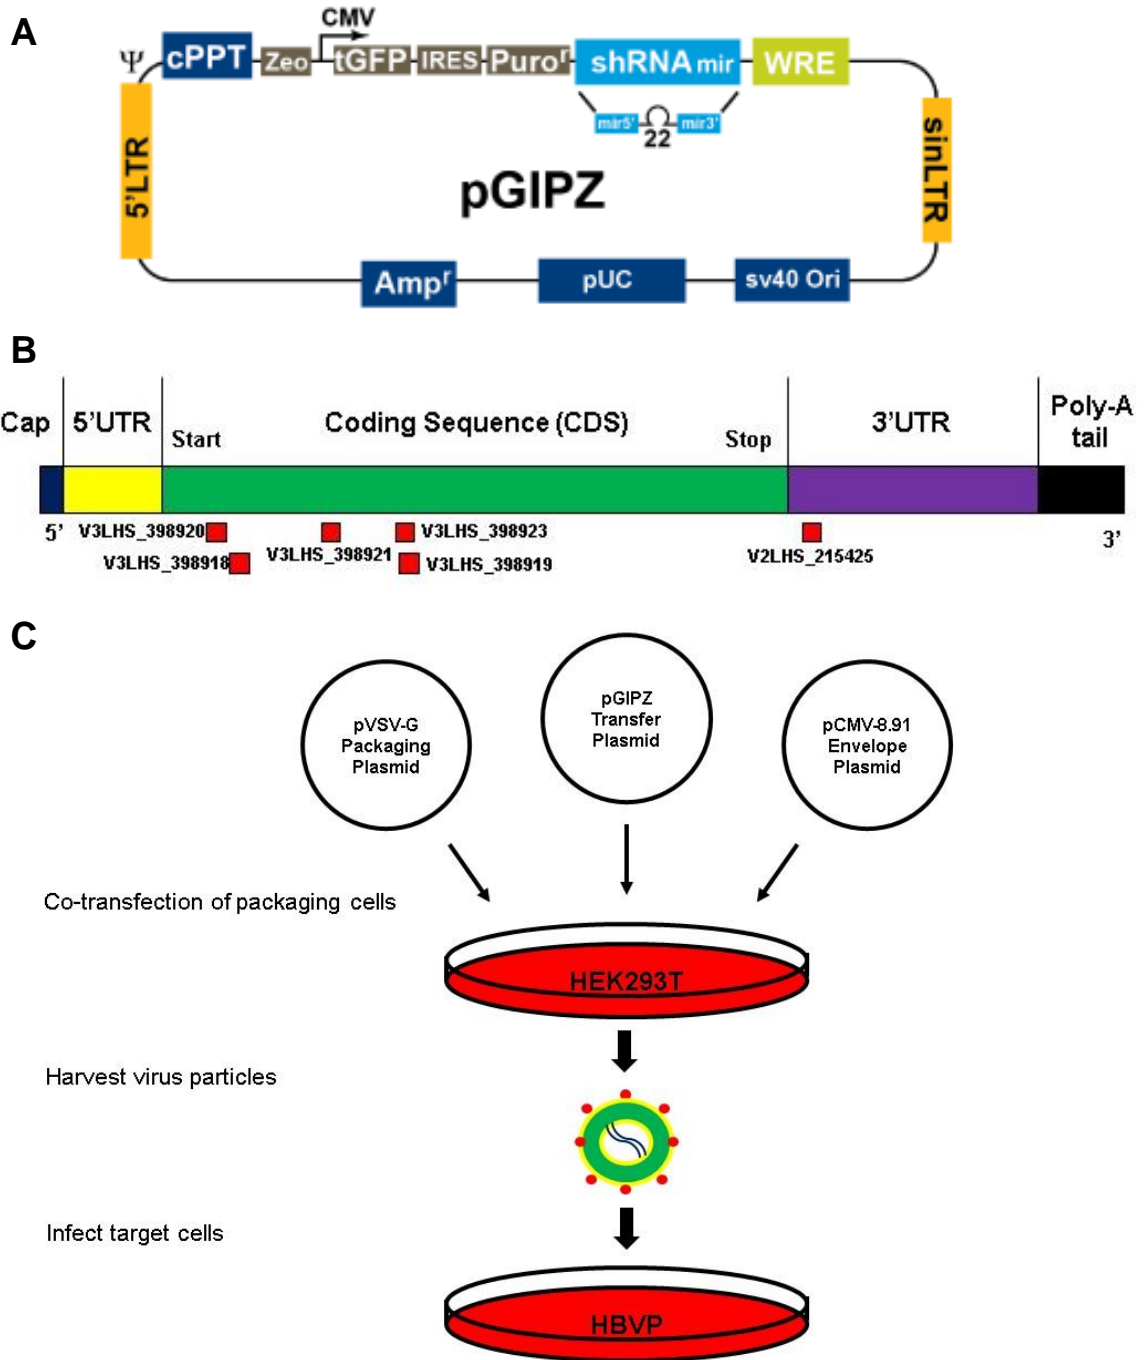 A
CMV
Ψ
cPPT
Zeo
tGFP
IRES
Puroʳ
shRNA mir
WRE
mir5'
22
mir3'
5'LTR
sinLTR
pGIPZ
Ampʳ
pUC
sv40 Ori
B
Cap
5'UTR
Start
Coding Sequence (CDS)
Stop
3'UTR
Poly-A
tail
5'
V3LHS_398920
V3LHS_398918
V3LHS_398921
V3LHS_398923
V3LHS_398919
V2LHS_215425
3'
C
pVSV-G
Packaging
Plasmid
pGIPZ
Transfer
Plasmid
pCMV-8.91
Envelope
Plasmid
Co-transfection of packaging cells
HEK293T
Harvest virus particles
Infect target cells
HBVP